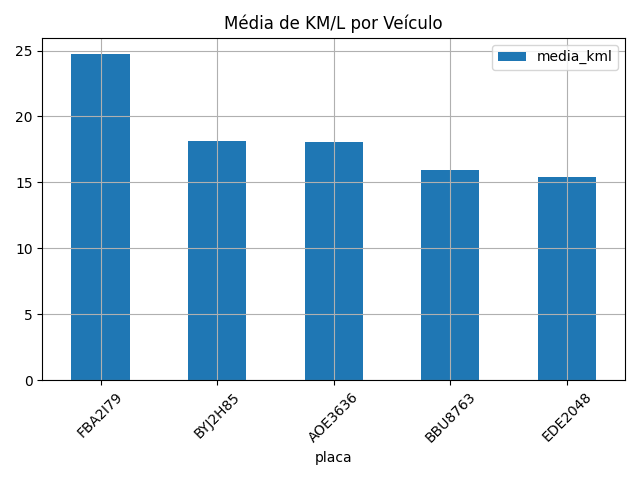 Média de KM/L por Veículo
media_kml
25
20
15
10
5
0
FBA2I79
BYJ2H85
AOE3636
BBU8763
EDE2048
placa